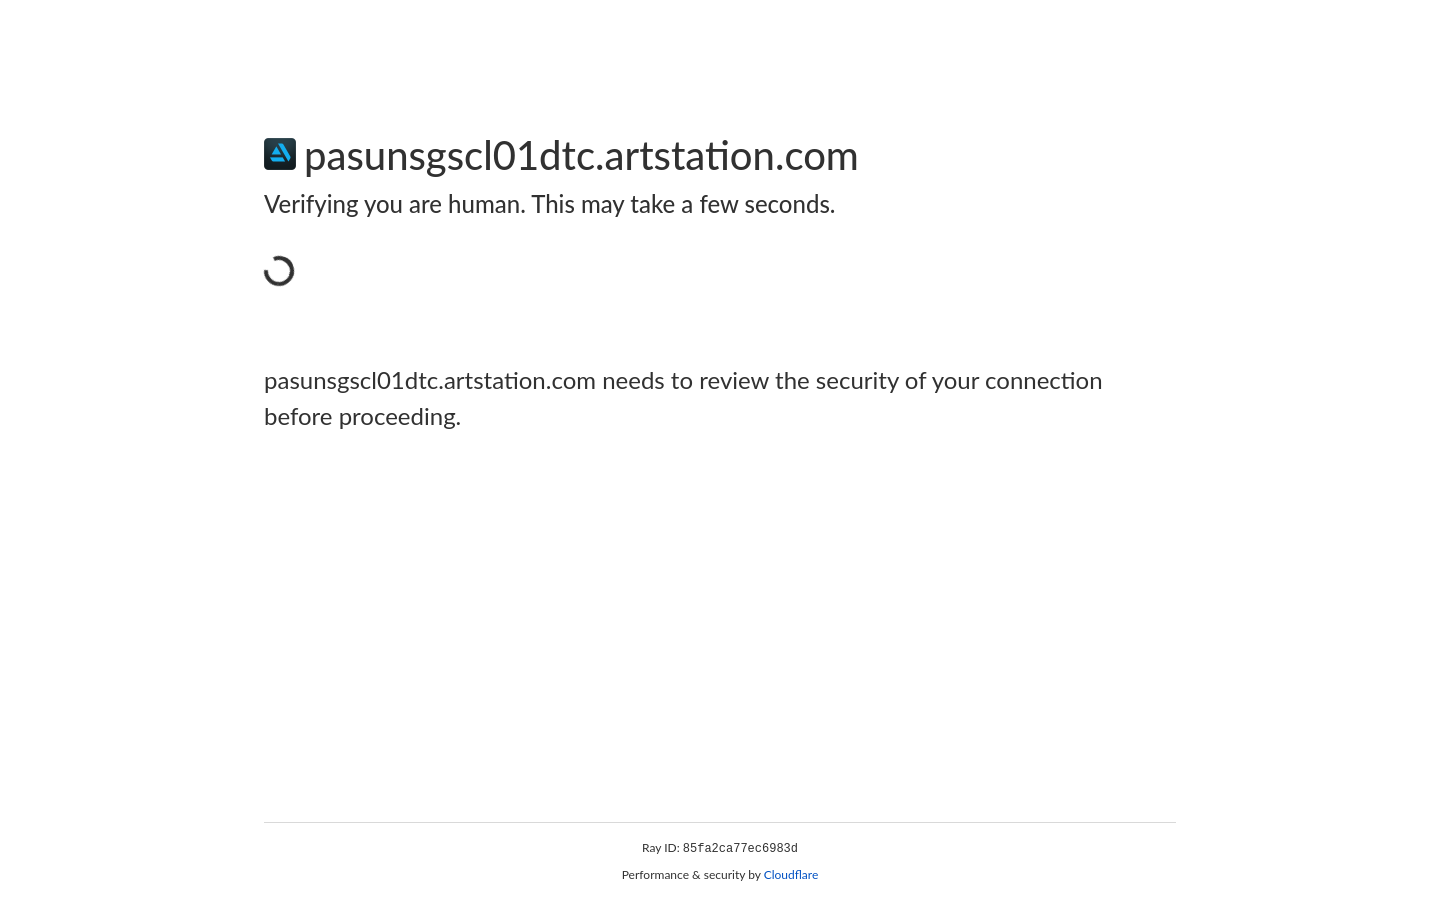 pasunsgscl01dtc.artstation.com
Verifying you are human. This may take a few seconds.
pasunsgscl01dtc.artstation.com needs to review the security of your connection
before proceeding.
Ray ID: 85fa2ca77ec6983d
Performance & security by Cloudflare